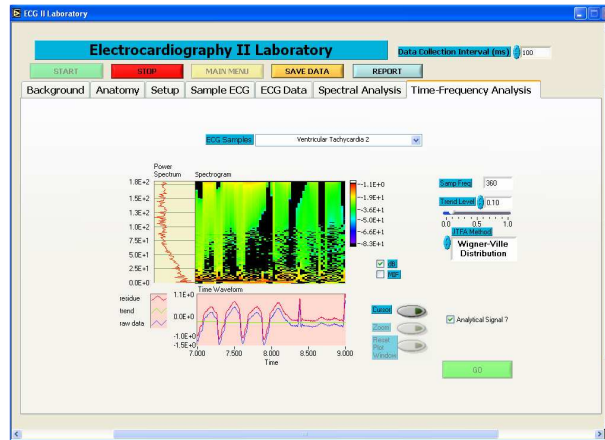 ECG II Laboratory
Electrocardiography II Laboratory
Data Collection Interval (ms) 100
START STOP MAIN MENU SAVE DATA REPORT
Background Anatomy Setup Sample ECG ECG Data Spectral Analysis Time-Frequency Analysis
ECG Samples Ventricular Tachycardia 2
Power
Spectrum Spectrogram
1.8E+2
1.5E+2
1.3E+2
1.0E+2
7.5E+1
5.0E+1
2.5E+1
0.0E+0
-1.1E+0
-1.9E+1
-3.6E+1
-5.0E+1
-6.6E+1
-8.3E+1
Samp Freq 360
Trend Level 0.10
0.0 0.5 1.0
JTFA Method
Wigner-Ville
Distribution
dB
Time Waveform
residue
trend
raw data
1.1E+0
0.0E+0
-1.0E+0
-1.5E+0
7.000 7.500 8.000 8.500 9.000
Time
Cursor
Zoom
Reset
Plot
Window
Analytical Signal ?
GO